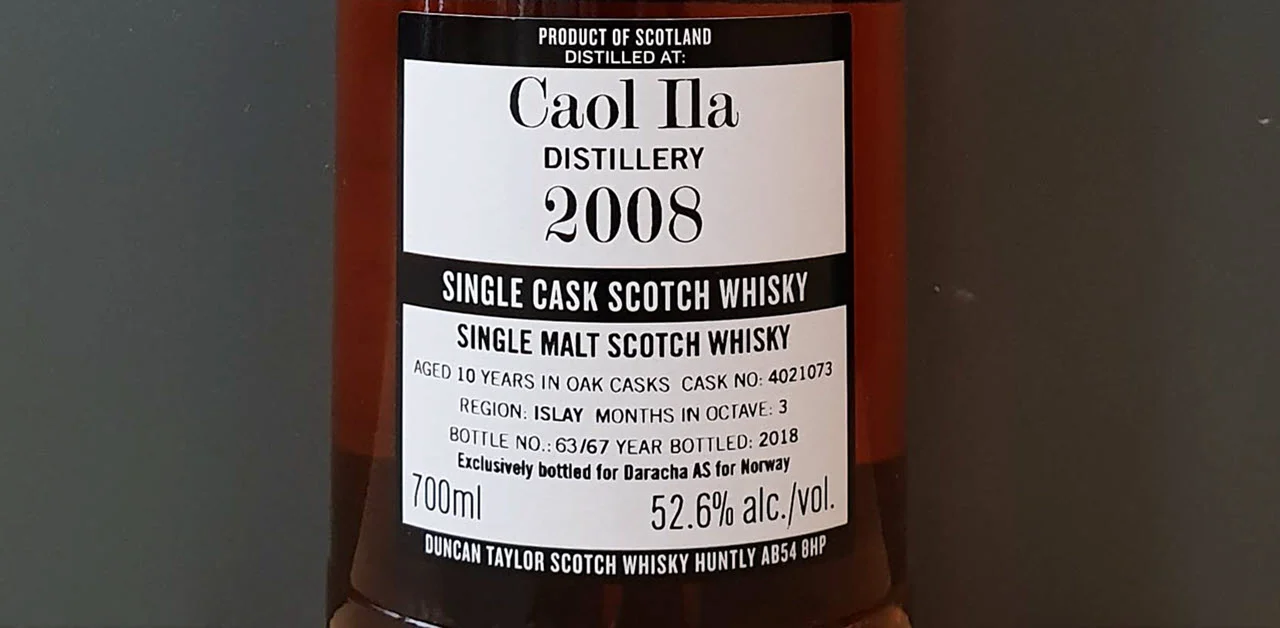 PRODUCT OF SCOTLAND
DISTILLED AT:
Caol Ila
DISTILLERY
2008
SINGLE CASK SCOTCH WHISKY
SINGLE MALT SCOTCH WHISKY
AGED 10 YEARS IN OAK CASKS CASK NO: 4021073
REGION: ISLAY MONTHS IN OCTAVE: 3
BOTTLE NO.: 63/67 YEAR BOTTLED: 2018
Exclusively bottled for Daracha AS for Norway
700ml 52.6% alc./vol.
DUNCAN TAYLOR SCOTCH WHISKY HUNTLY AB54 8HP